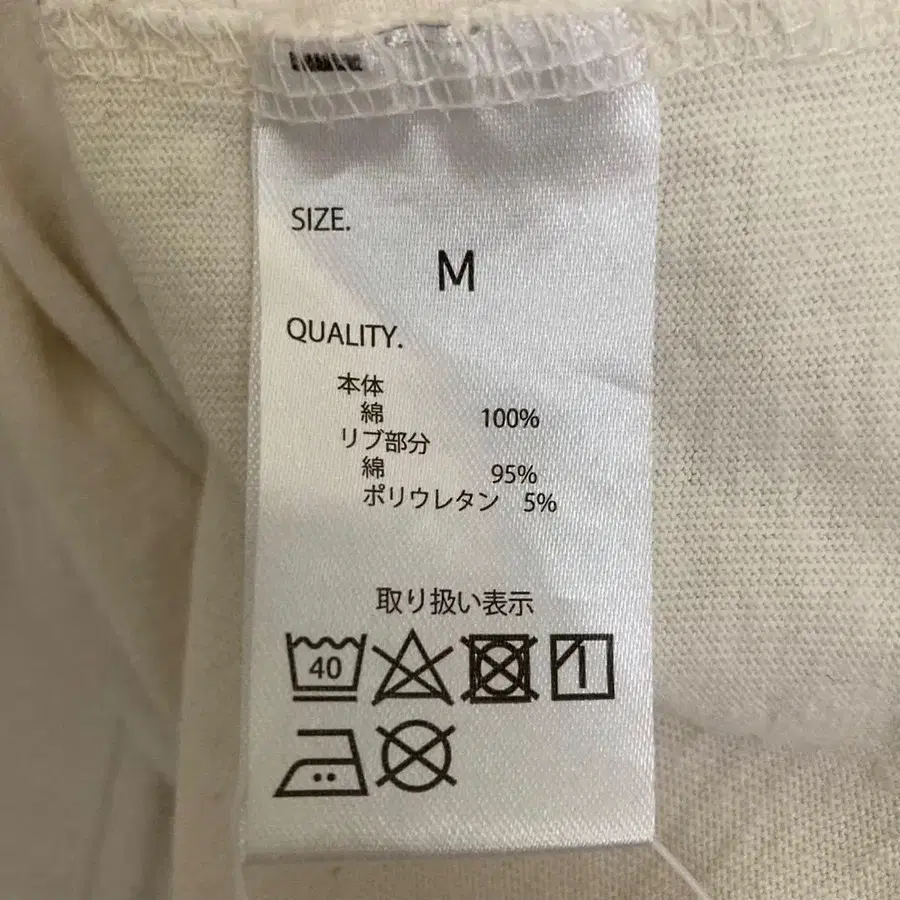 SIZE.
M
QUALITY.
本体
綿 100%
リブ部分
綿 95%
ポリウレタン 5%
取り扱い表示
40